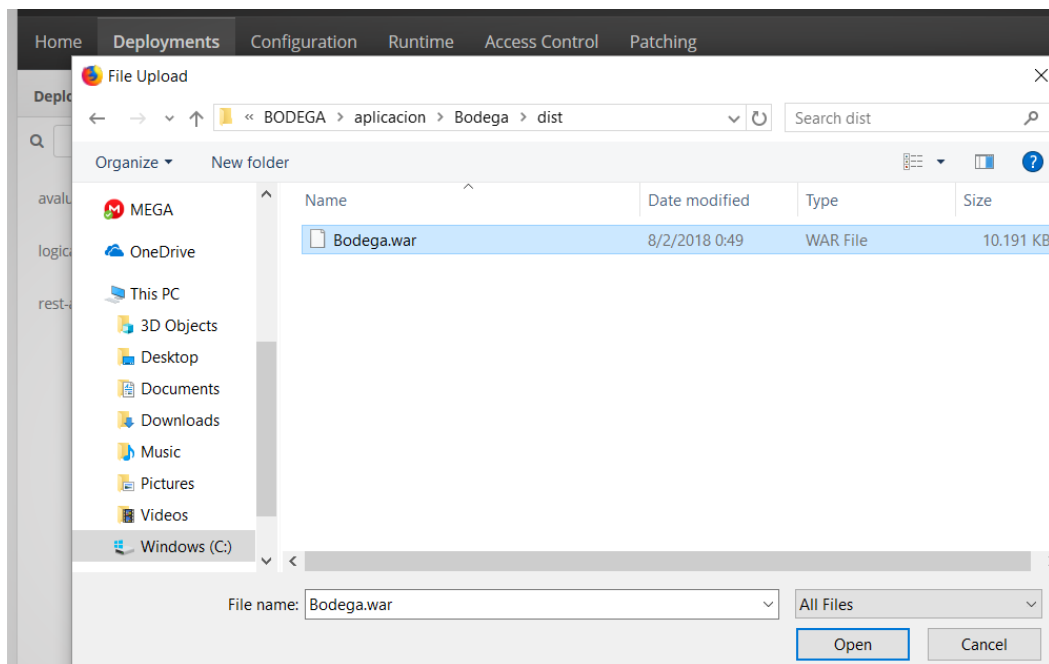 Home Deployments Configuration Runtime Access Control Patching
File Upload
« BODEGA > aplicacion > Bodega > dist
Search dist
Organize New folder
Name Date modified Type Size
Bodega.war 8/2/2018 0:49 WAR File 10.191 KB
MEGA
OneDrive
This PC
3D Objects
Desktop
Documents
Downloads
Music
Pictures
Videos
Windows (C:)
File name: Bodega.war All Files
Open Cancel